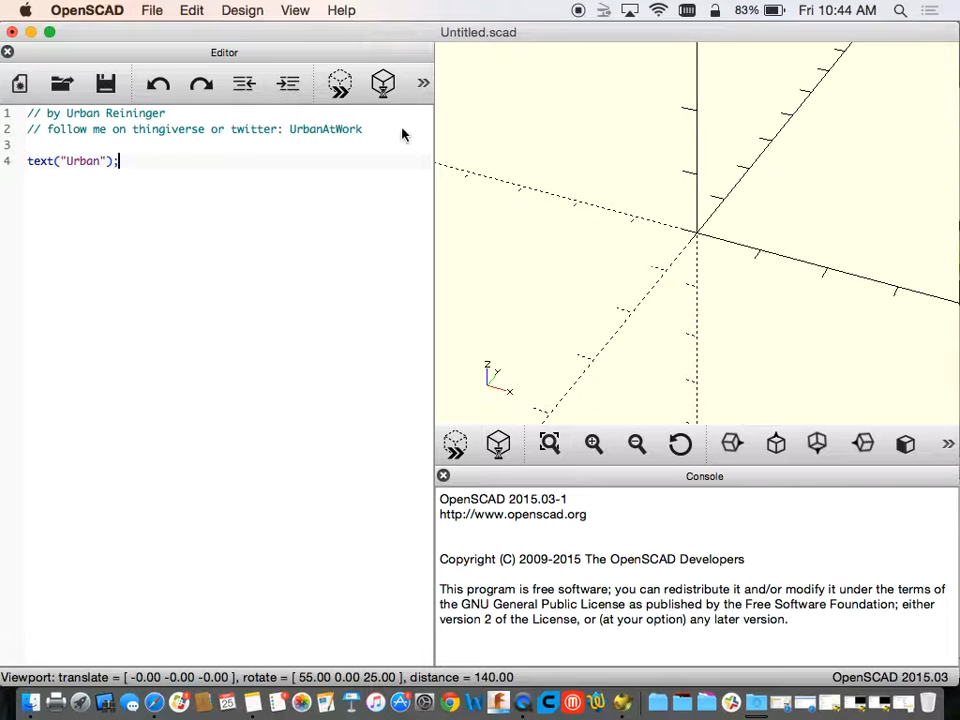 OpenSCAD File Edit Design View Help 83% Fri 10:44 AM
Untitled.scad
Editor
1 // by Urban Reininger
2 // follow me on thingiverse or twitter: UrbanAtWork
3
4 text("Urban");
Z
Y
X
Console
OpenSCAD 2015.03-1
http://www.openscad.org
Copyright (C) 2009-2015 The OpenSCAD Developers
This program is free software; you can redistribute it and/or modify it under the terms of
the GNU General Public License as published by the Free Software Foundation; either
version 2 of the License, or (at your option) any later version.
Viewport: translate = [ -0.00 -0.00 -0.00 ], rotate = [ 55.00 0.00 25.00 ], distance = 140.00 OpenSCAD 2015.03